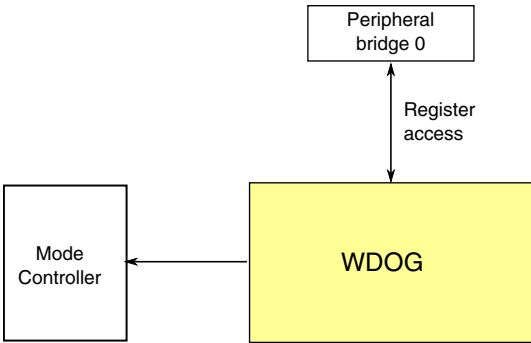 Peripheral
bridge 0
Register
access
Mode
Controller
WDOG